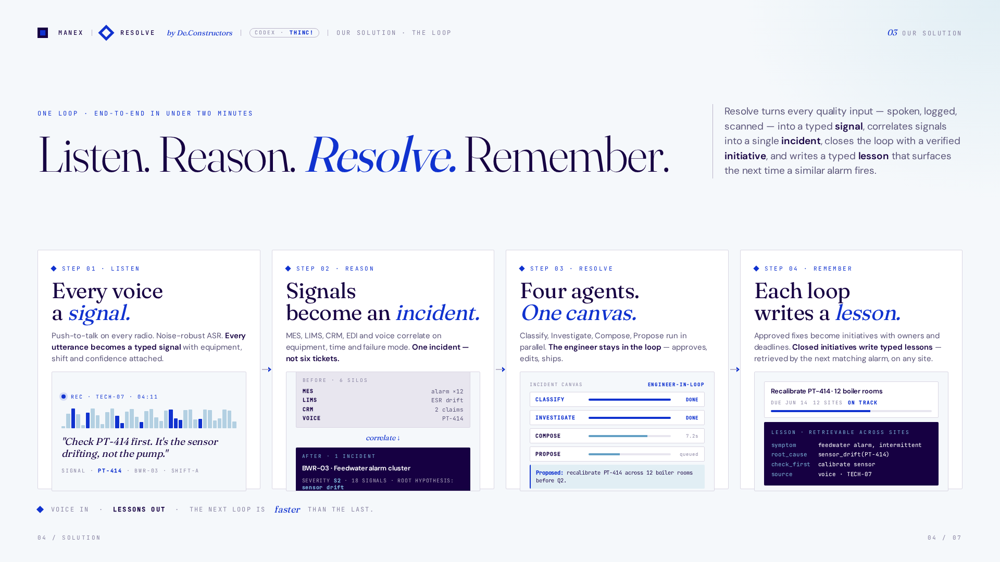 MANEX
RESOLVE
by De.Constructors
CODEX · THINC!
OUR SOLUTION · THE LOOP
03 OUR SOLUTION
ONE LOOP · END-TO-END IN UNDER TWO MINUTES
Listen. Reason. Resolve. Remember.
Resolve turns every quality input — spoken, logged,
scanned — into a typed signal, correlates signals
into a single incident, closes the loop with a verified
initiative, and writes a typed lesson that surfaces
the next time a similar alarm fires.
STEP 01 · LISTEN
Every voice
a signal.
Push-to-talk on every radio. Noise-robust ASR. Every
utterance becomes a typed signal with equipment,
shift and confidence attached.
REC · TECH-07 · 04:11
"Check PT-414 first. It's the sensor
drifting, not the pump."
SIGNAL · PT-414 · BWR-03 · SHIFT-A
STEP 02 · REASON
Signals
become an incident.
MES, LIMS, CRM, EDI and voice correlate on
equipment, time and failure mode. One incident —
not six tickets.
BEFORE · 6 SILOS
MES alarm ×12
LIMS ESR drift
CRM 2 claims
VOICE PT-414
correlate ↓
AFTER · 1 INCIDENT
BWR-03 · Feedwater alarm cluster
SEVERITY S2 · 18 SIGNALS · ROOT HYPOTHESIS:
sensor drift
STEP 03 · RESOLVE
Four agents.
One canvas.
Classify, Investigate, Compose, Propose run in
parallel. The engineer stays in the loop — approves,
edits, ships.
INCIDENT CANVAS ENGINEER-IN-LOOP
CLASSIFY DONE
INVESTIGATE DONE
COMPOSE 7.2s
PROPOSE queued
Proposed: recalibrate PT-414 across 12 boiler rooms
before Q2.
STEP 04 · REMEMBER
Each loop
writes a lesson.
Approved fixes become initiatives with owners and
deadlines. Closed initiatives write typed lessons —
retrieved by the next matching alarm, on any site.
Recalibrate PT-414 · 12 boiler rooms
DUE JUN 14 12 SITES ON TRACK
LESSON · RETRIEVABLE ACROSS SITES
symptom feedwater alarm, intermittent
root_cause sensor_drift(PT-414)
check_first calibrate sensor
source voice · TECH-07
VOICE IN · LESSONS OUT · THE NEXT LOOP IS faster THAN THE LAST.
04 / SOLUTION
04 / 07